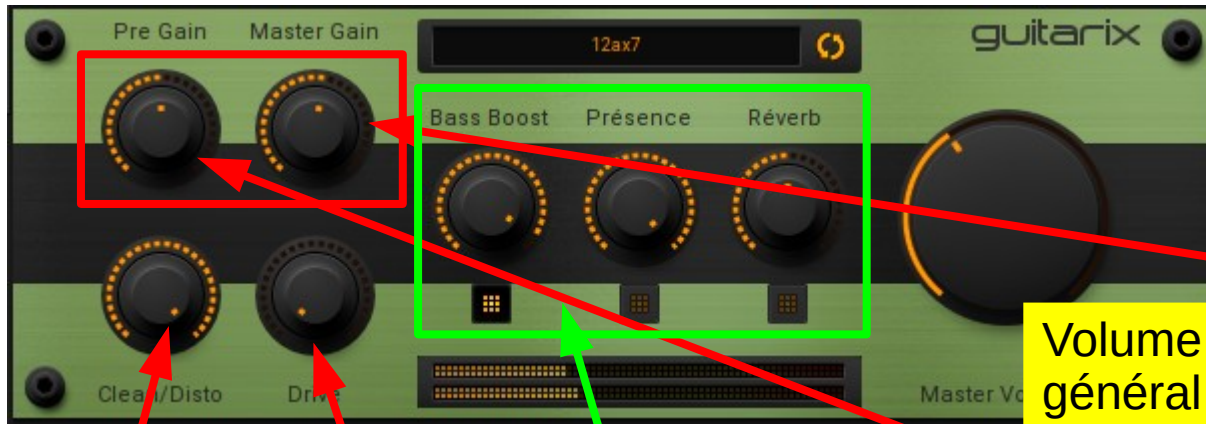 Pre Gain Master Gain
12ax7
guitarix
Bass Boost Présence Réverb
Clean/Disto Drive
Master Vo
Volume
général